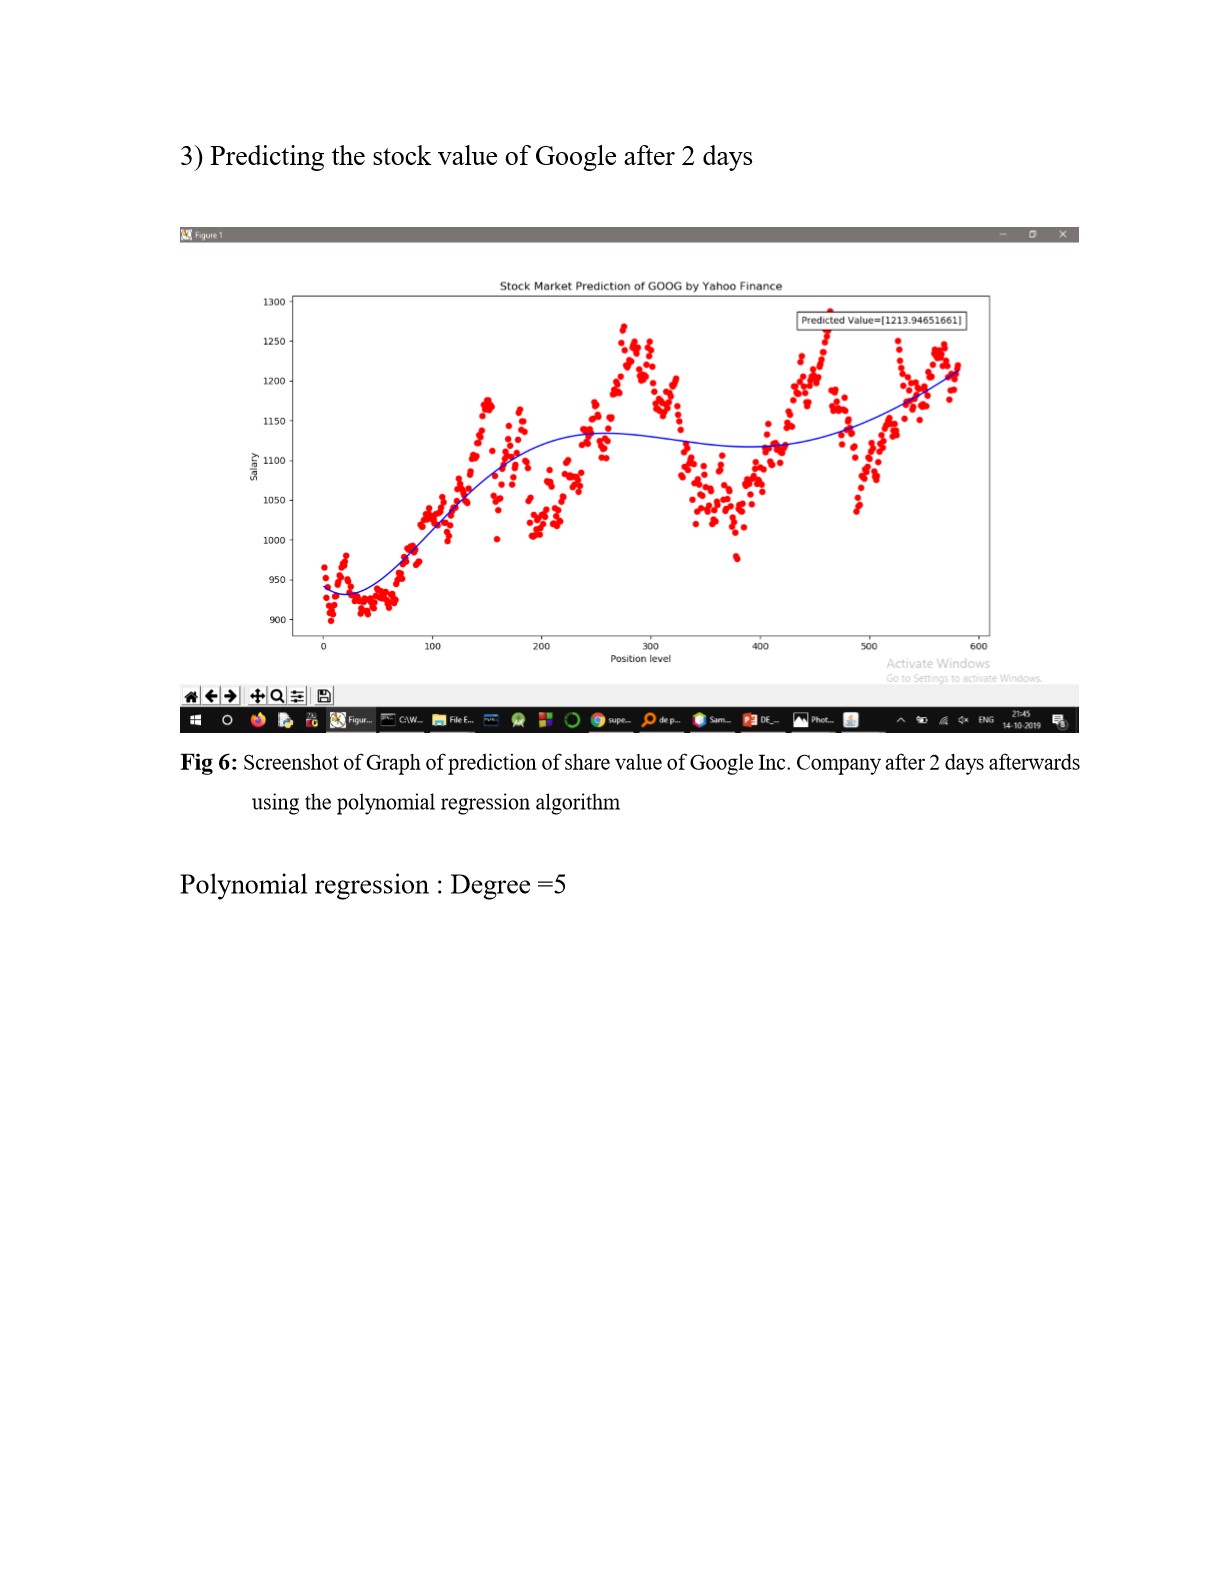 3) Predicting the stock value of Google after 2 days
Figure 1
Stock Market Prediction of GOOG by Yahoo Finance
Predicted Value=[1213.94651661]
1300
1250
1200
1150
1100
1050
1000
950
900
Salary
0 100 200 300 400 500 600
Position level
Activate Windows
Go to Settings to activate Windows.
Figur... C:\W... File E... supe... de p... Sam... DE_... Phot... ENG 21:45
14-10-2019
Fig 6: Screenshot of Graph of prediction of share value of Google Inc. Company after 2 days afterwards
using the polynomial regression algorithm
Polynomial regression : Degree =5